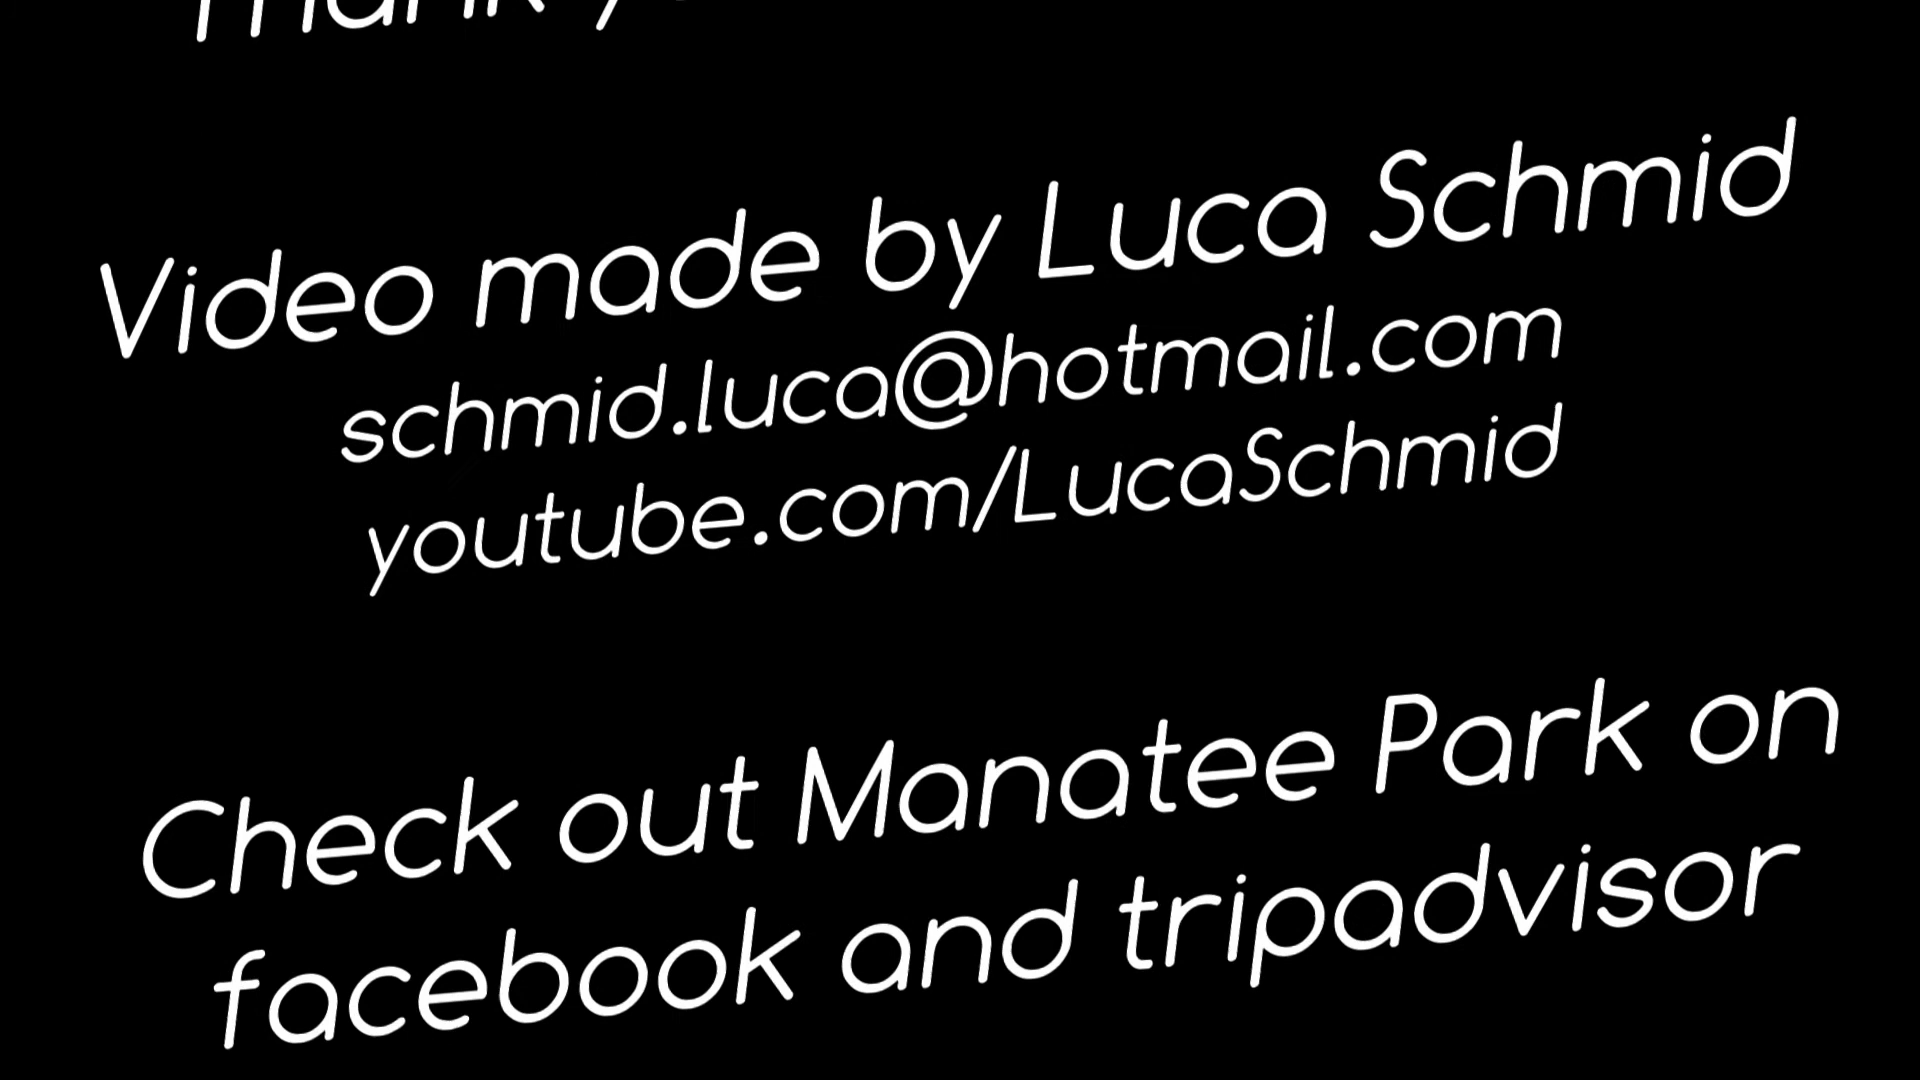 Thank
Video made by Luca Schmid
schmid.luca@hotmail.com
youtube.com/LucaSchmid
Check out Manatee Park on
facebook and tripadvisor